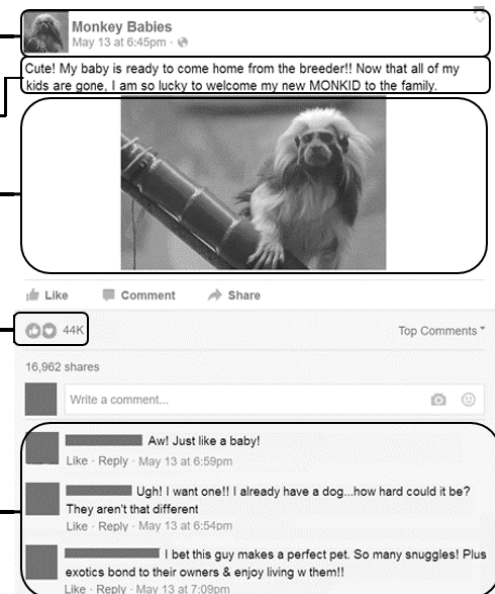 Monkey Babies
May 13 at 6:45pm ·
Cute! My baby is ready to come home from the breeder!! Now that all of my
kids are gone, I am so lucky to welcome my new MONKID to the family.
Like Comment Share
44K Top Comments
16,962 shares
Write a comment...
Aw! Just like a baby!
Like · Reply · May 13 at 6:59pm
Ugh! I want one!! I already have a dog...how hard could it be?
They aren't that different
Like · Reply · May 13 at 6:54pm
I bet this guy makes a perfect pet. So many snuggles! Plus
exotics bond to their owners & enjoy living w them!!
Like · Reply · May 13 at 7:09pm